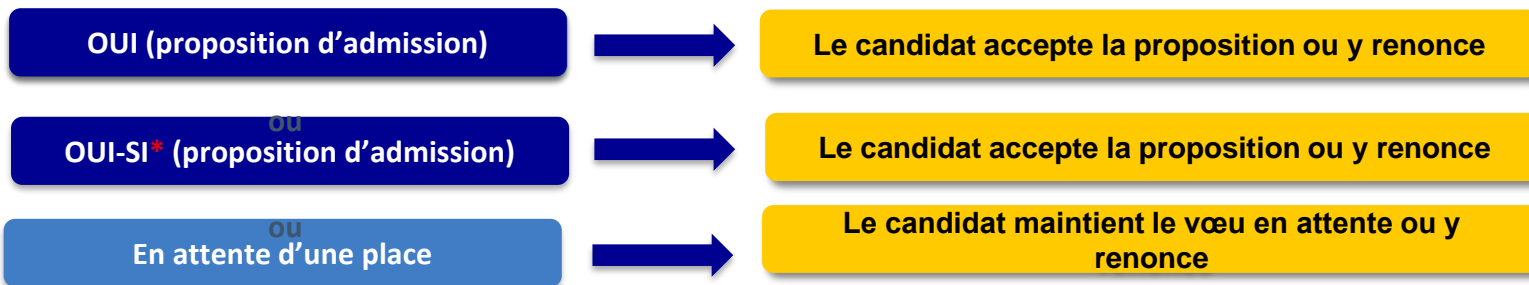 OUI (proposition d’admission)
Le candidat accepte la proposition ou y renonce
ou
OUI-SI* (proposition d’admission)
Le candidat accepte la proposition ou y renonce
ou
En attente d’une place
Le candidat maintient le vœu en attente ou y
renonce